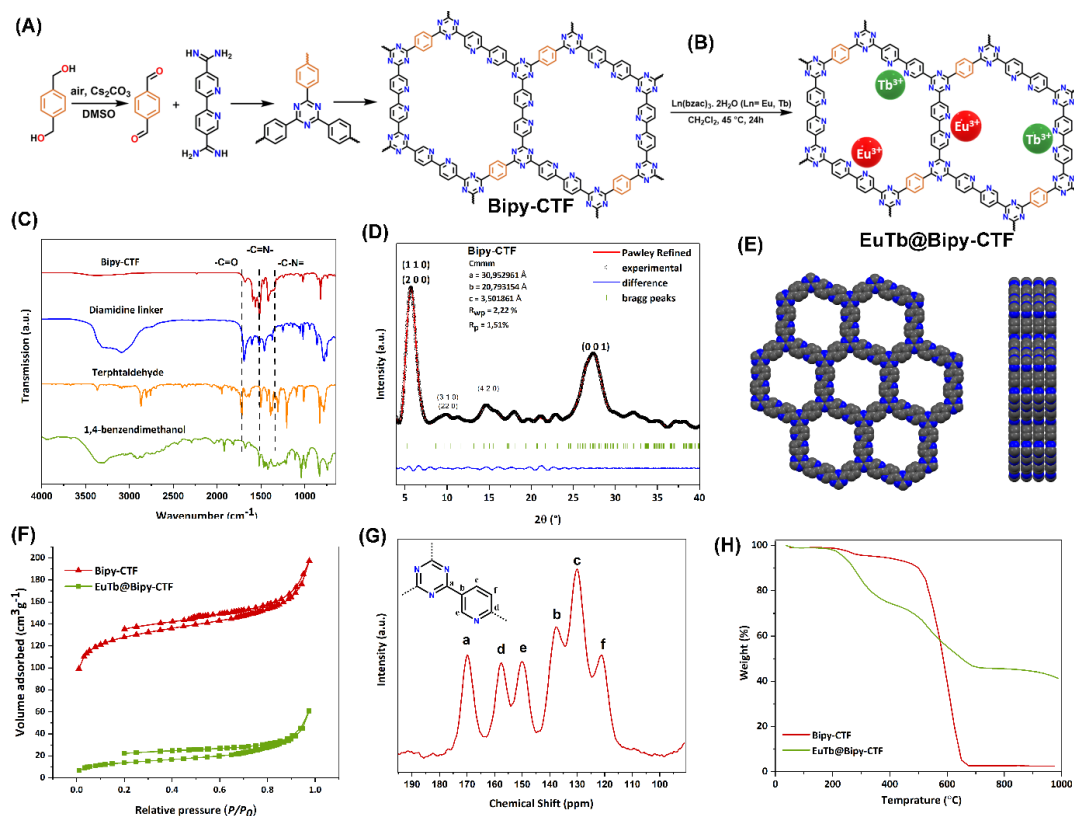 (A)
OH
HO
air, Cs2CO3
DMSO
O
O
+
HN
NH2
H2N
NH
N
Bipy-CTF
(B)
Ln(bzac)3. 2H2O (Ln= Eu, Tb)
CH2Cl2, 45 °C, 24h
Tb3+
Eu3+
Eu3+
Tb3+
EuTb@Bipy-CTF
(C)
-C=N-
-C=O
-C-N=
Bipy-CTF
Diamidine linker
Terphtaldehyde
1,4-benzendimethanol
Transmission (a.u.)
4000
3500
3000
2500
2000
1500
1000
Wavenumber (cm-1)
(D)
Bipy-CTF
Cmmm
a = 30,952961 Å
b = 20,793154 Å
c = 3,501861 Å
Rwp = 2,22 %
Rp = 1,51%
Pawley Refined
experimental
difference
bragg peaks
(1 1 0)
(2 0 0)
(3 1 0)
(22 0)
(4 2 0)
(0 0 1)
Intensity (a.u.)
5 10 15 20 25 30 35 40
2θ (°)
(E)
(F)
Bipy-CTF
EuTb@Bipy-CTF
Volume adsorbed (cm3g-1)
200
180
160
140
120
100
80
60
40
20
0
0.0 0.2 0.4 0.6 0.8 1.0
Relative pressure (P/P0)
(G)
a
b
c
d
e
f
a
d
e
b
c
f
Intensity (a.u.)
190 180 170 160 150 140 130 120 110 100
Chemical Shift (ppm)
(H)
Weight (%)
100
80
60
40
20
0
Bipy-CTF
EuTb@Bipy-CTF
0 200 400 600 800 1000
Temprature (°C)